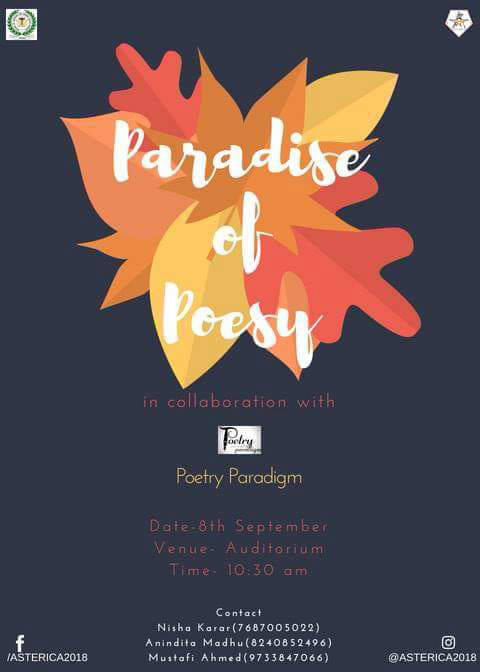 Paradise
of
Poesy
in collaboration with
Poetry
Poetry Paradigm
Date-8th September
Venue- Auditorium
Time- 10:30 am
Contact
Nisha Karar(7687005022)
Anindita Madhu(8240852496)
Mustafi Ahmed(9733847066)
/ASTERICA2018
@ASTERICA2018